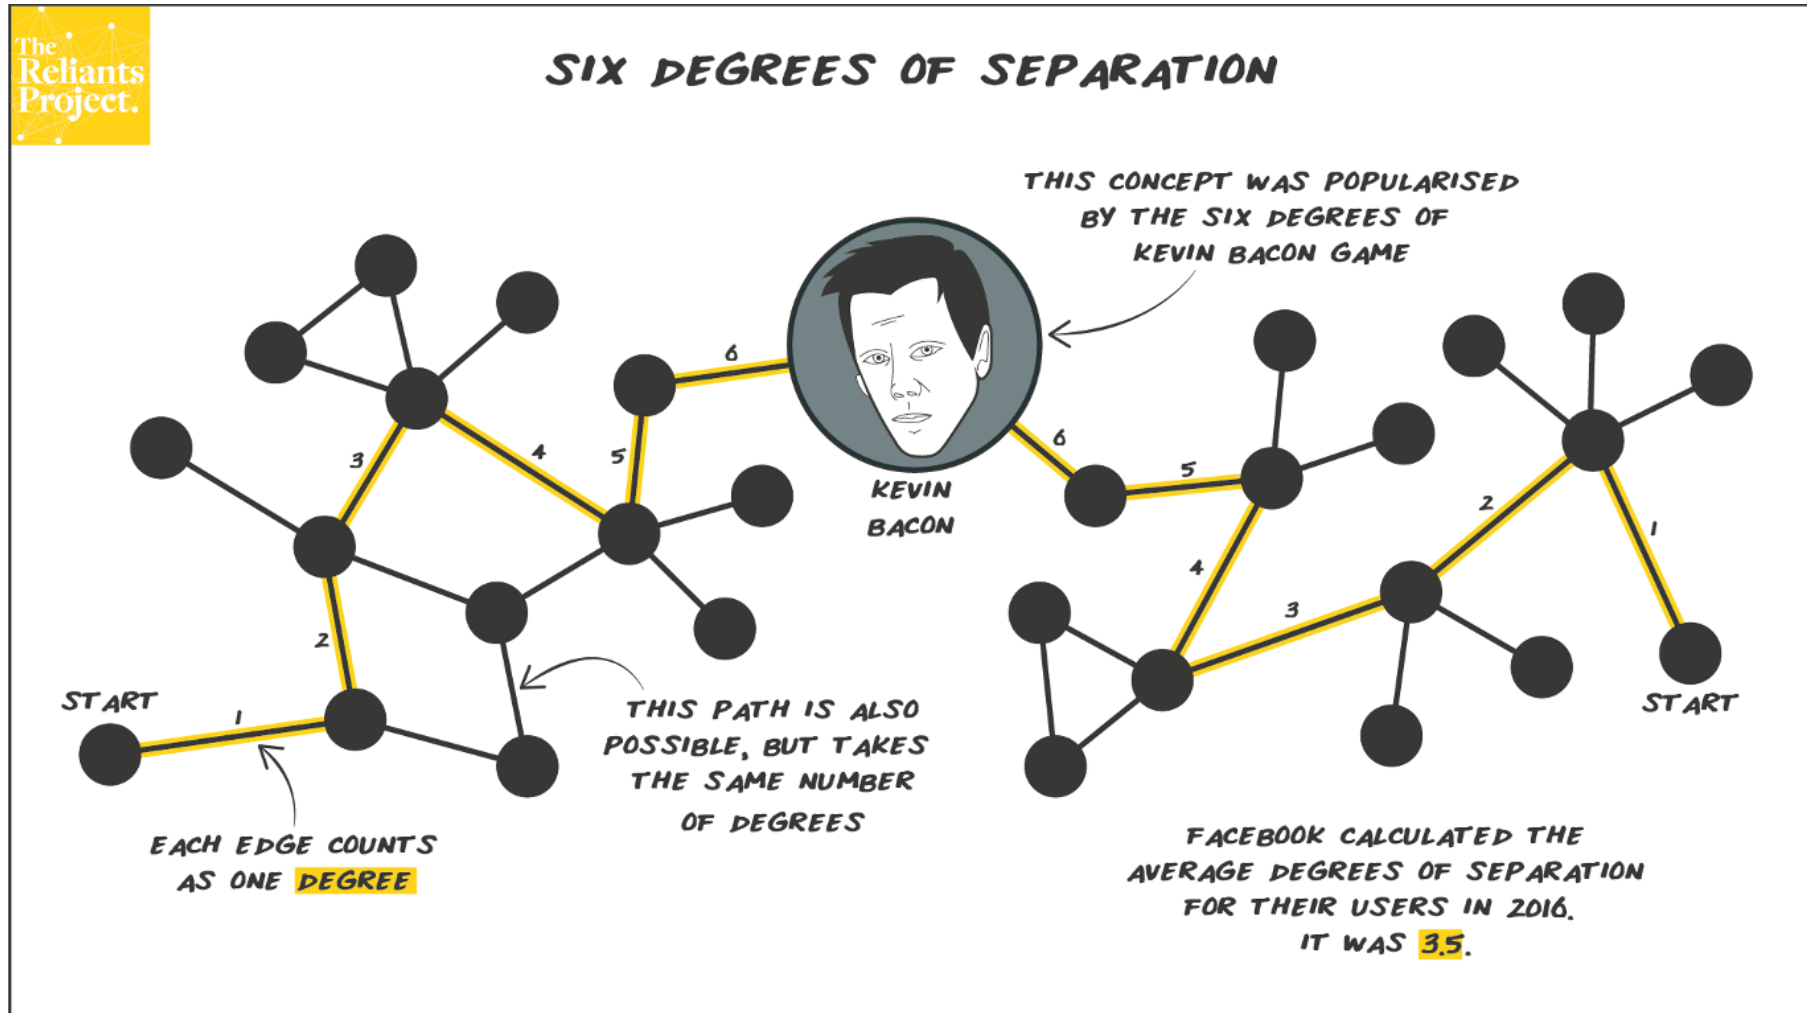 The
Reliants
Project.
SIX DEGREES OF SEPARATION
THIS CONCEPT WAS POPULARISED
BY THE SIX DEGREES OF
KEVIN BACON GAME
6
5
4
3
2
1
START
KEVIN
BACON
6
5
4
3
2
1
START
EACH EDGE COUNTS
AS ONE DEGREE
THIS PATH IS ALSO
POSSIBLE, BUT TAKES
THE SAME NUMBER
OF DEGREES
FACEBOOK CALCULATED THE
AVERAGE DEGREES OF SEPARATION
FOR THEIR USERS IN 2016.
IT WAS 3.5.